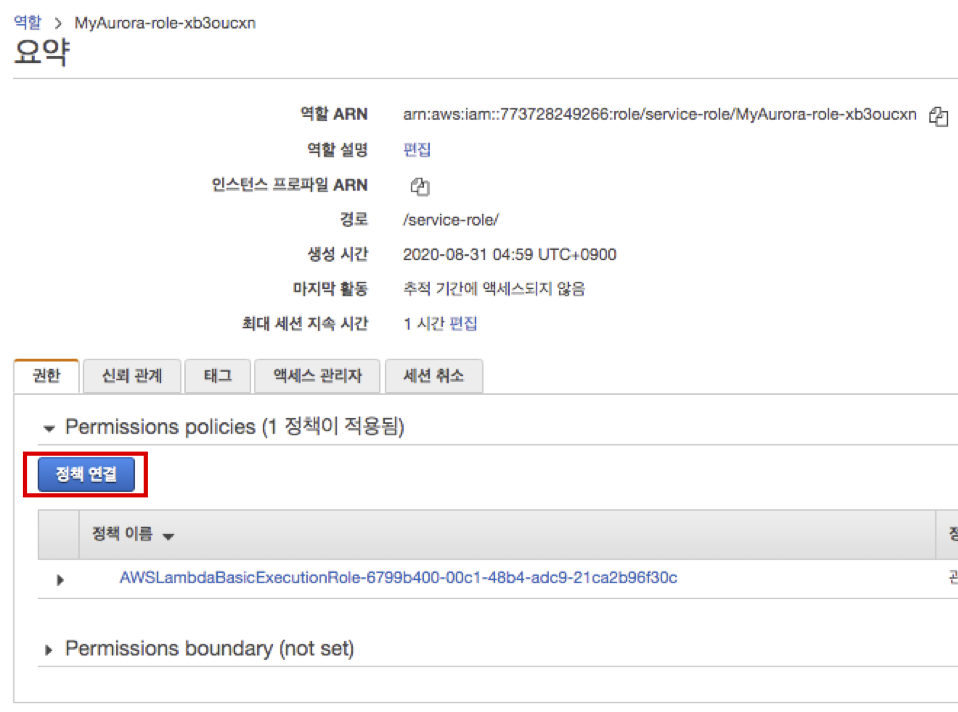 역할 > MyAurora-role-xb3oucxn
요약
역할 ARN arn:aws:iam::773728249266:role/service-role/MyAurora-role-xb3oucxn
역할 설명 편집
인스턴스 프로파일 ARN
경로 /service-role/
생성 시간 2020-08-31 04:59 UTC+0900
마지막 활동 추적 기간에 액세스되지 않음
최대 세션 지속 시간 1 시간 편집
권한 신뢰 관계 태그 액세스 관리자 세션 취소
Permissions policies (1 정책이 적용됨)
정책 연결
정책 이름
AWSLambdaBasicExecutionRole-6799b400-00c1-48b4-adc9-21ca2b96f30c
Permissions boundary (not set)